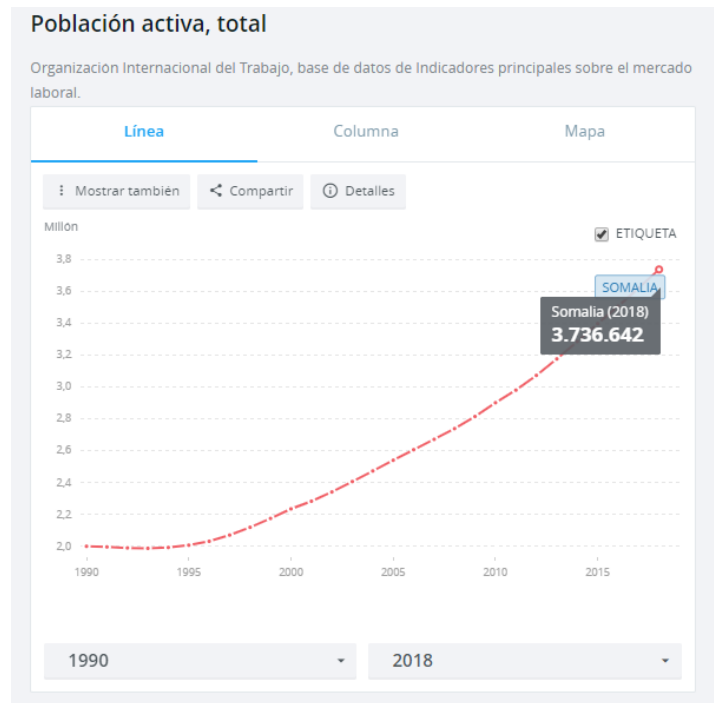 Población activa, total
Organización Internacional del Trabajo, base de datos de Indicadores principales sobre el mercado
laboral.
Línea Columna Mapa
Mostrar también Compartir Detalles
Millón
ETIQUETA
3,8
3,6
SOMALIA
Somalia (2018)
3.736.642
3,4
3,2
3,0
2,8
2,6
2,4
2,2
2,0
1990 1995 2000 2005 2010 2015
1990 2018